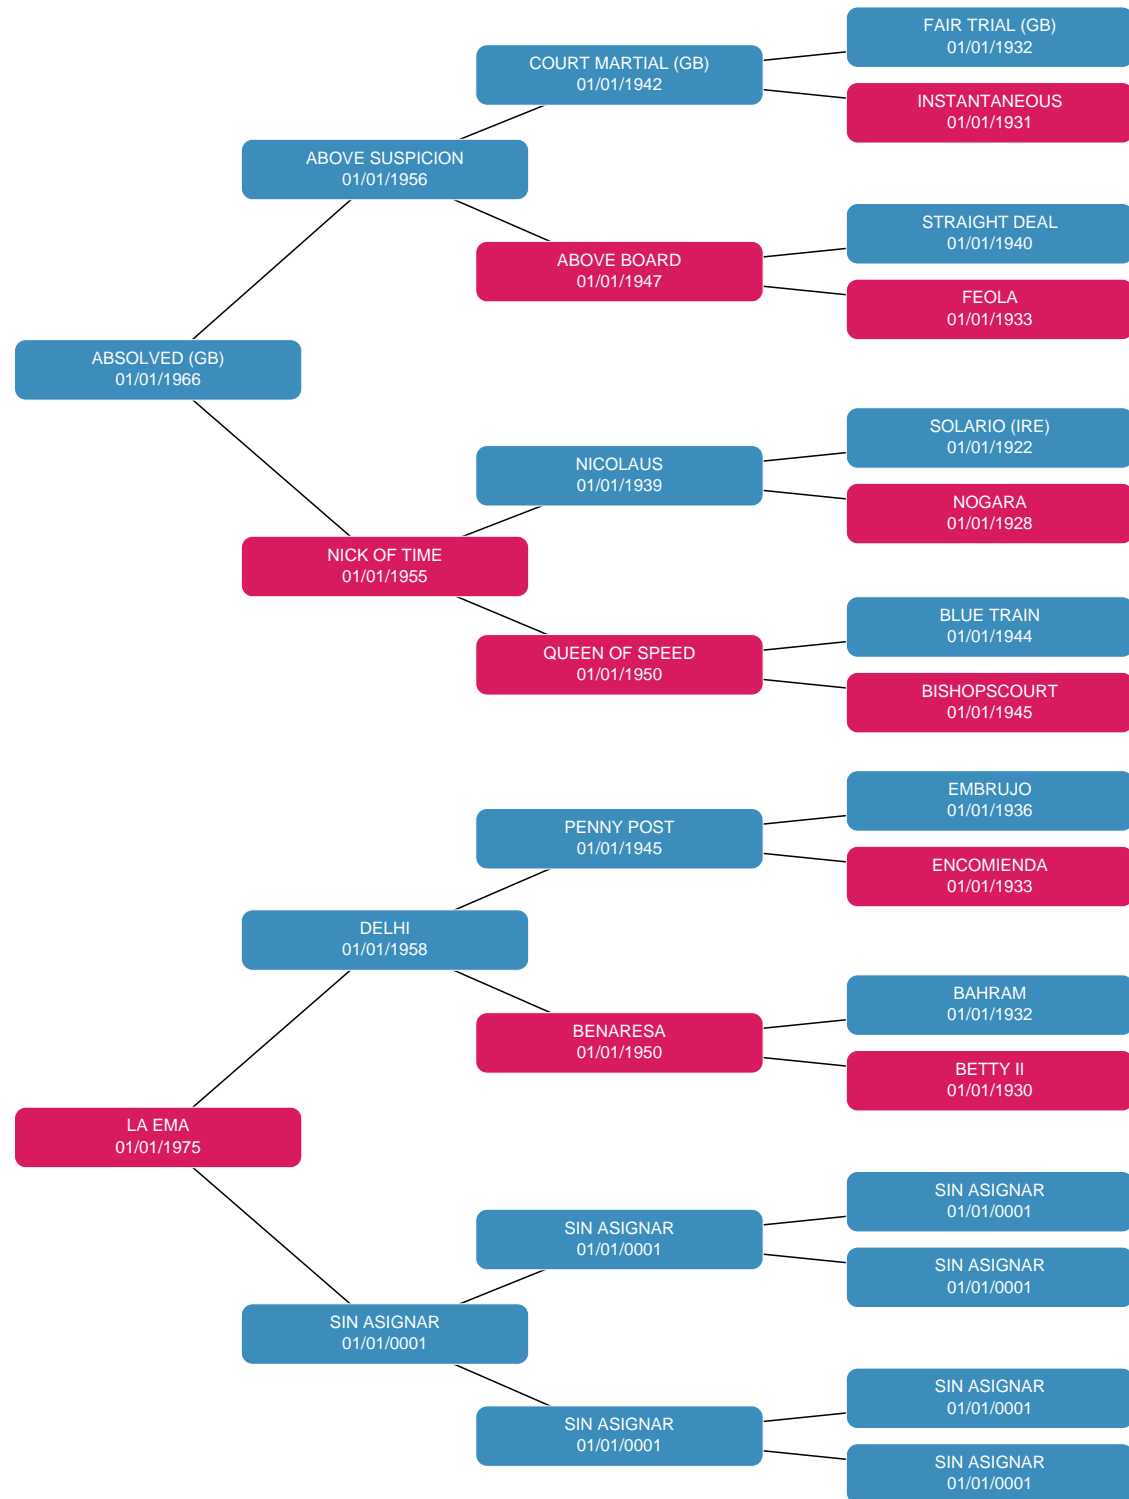 FAIR TRIAL (GB)
01/01/1932
COURT MARTIAL (GB)
01/01/1942
INSTANTANEOUS
01/01/1931
ABOVE SUSPICION
01/01/1956
STRAIGHT DEAL
01/01/1940
ABOVE BOARD
01/01/1947
FEOLA
01/01/1933
ABSOLVED (GB)
01/01/1966
SOLARIO (IRE)
01/01/1922
NICOLAUS
01/01/1939
NOGARA
01/01/1928
NICK OF TIME
01/01/1955
BLUE TRAIN
01/01/1944
QUEEN OF SPEED
01/01/1950
BISHOPSCOURT
01/01/1945
EMBRUJO
01/01/1936
PENNY POST
01/01/1945
ENCOMIENDA
01/01/1933
DELHI
01/01/1958
BAHRAM
01/01/1932
BENARESA
01/01/1950
BETTY II
01/01/1930
LA EMA
01/01/1975
SIN ASIGNAR
01/01/0001
SIN ASIGNAR
01/01/0001
SIN ASIGNAR
01/01/0001
SIN ASIGNAR
01/01/0001
SIN ASIGNAR
01/01/0001
SIN ASIGNAR
01/01/0001
SIN ASIGNAR
01/01/0001